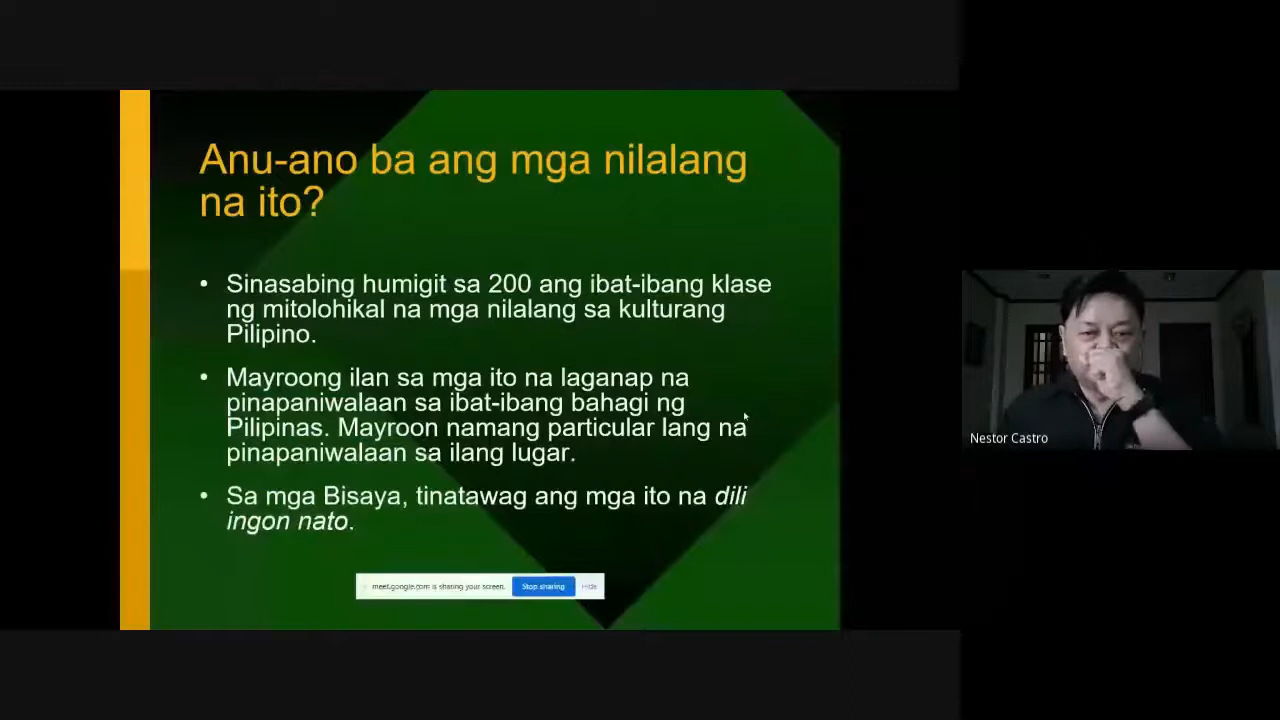 Anu-ano ba ang mga nilalang
na ito?
• Sinasabing humigit sa 200 ang ibat-ibang klase
ng mitolohikal na mga nilalang sa kulturang
Pilipino.
• Mayroong ilan sa mga ito na laganap na
pinapaniwalaan sa ibat-ibang bahagi ng
Pilipinas. Mayroon namang particular lang na
pinapaniwalaan sa ilang lugar.
• Sa mga Bisaya, tinatawag ang mga ito na dili
ingon nato.
meet.google.com is sharing your screen. Stop sharing Hide
Nestor Castro